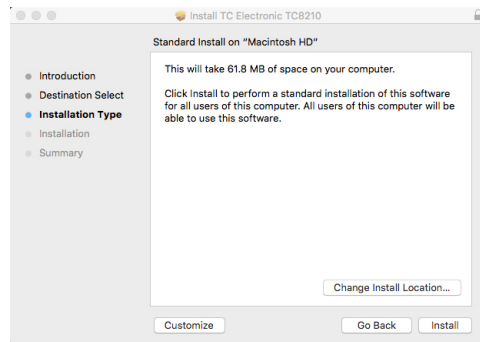 Install TC Electronic TC8210
Standard Install on "Macintosh HD"
Introduction
Destination Select
Installation Type
Installation
Summary
This will take 61.8 MB of space on your computer.
Click Install to perform a standard installation of this software
for all users of this computer. All users of this computer will be
able to use this software.
Change Install Location...
Customize
Go Back
Install